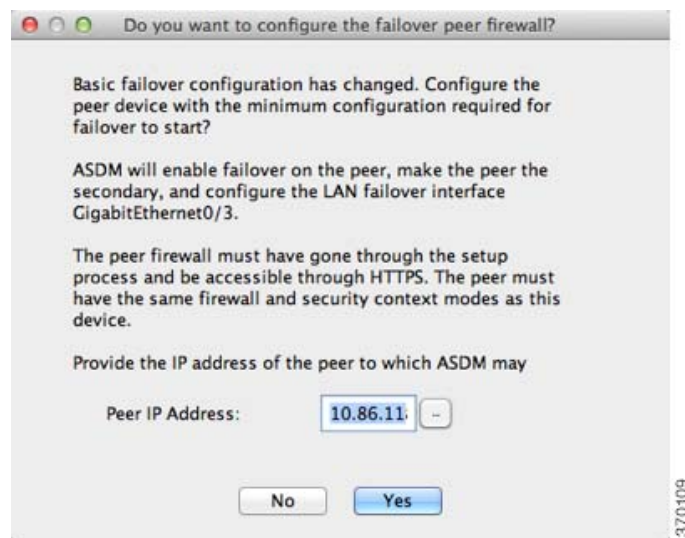 Do you want to configure the failover peer firewall?
Basic failover configuration has changed. Configure the
peer device with the minimum configuration required for
failover to start?
ASDM will enable failover on the peer, make the peer the
secondary, and configure the LAN failover interface
GigabitEthernet0/3.
The peer firewall must have gone through the setup
process and be accessible through HTTPS. The peer must
have the same firewall and security context modes as this
device.
Provide the IP address of the peer to which ASDM may
Peer IP Address:
10.86.11
..
No
Yes
370109